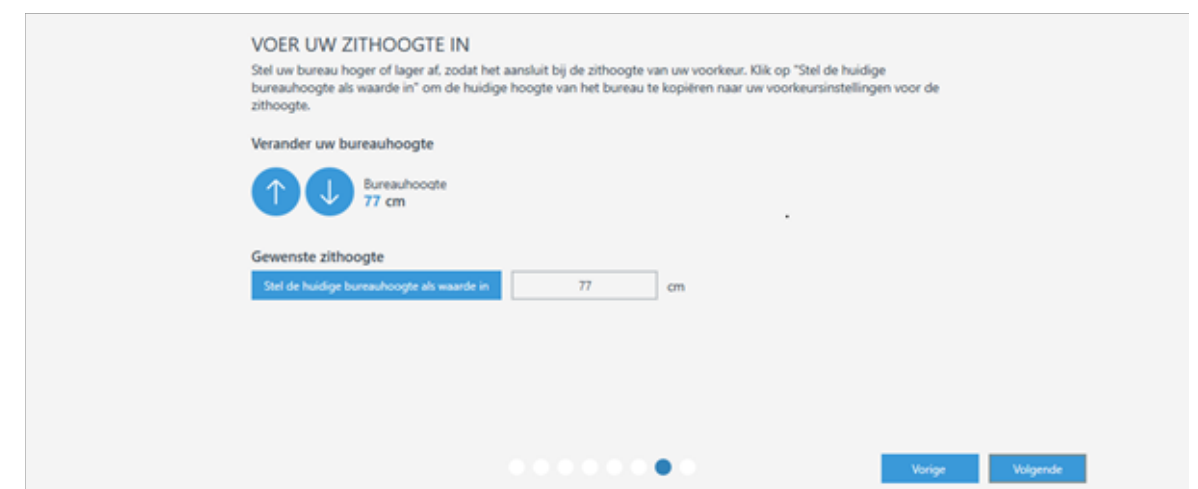 VOER UW ZITHOOGTE IN
Stel uw bureau hoger of lager af, zodat het aansluit bij de zithoogte van uw voorkeur. Klik op "Stel de huidige
bureauhoogte als waarde in" om de huidige hoogte van het bureau te kopiëren naar uw voorkeursinstellingen voor de
zithoogte.
Verander uw bureauhoogte
Bureauhoogte
77 cm
Gewenste zithoogte
Stel de huidige bureauhoogte als waarde in 77 cm
Vorige Volgende